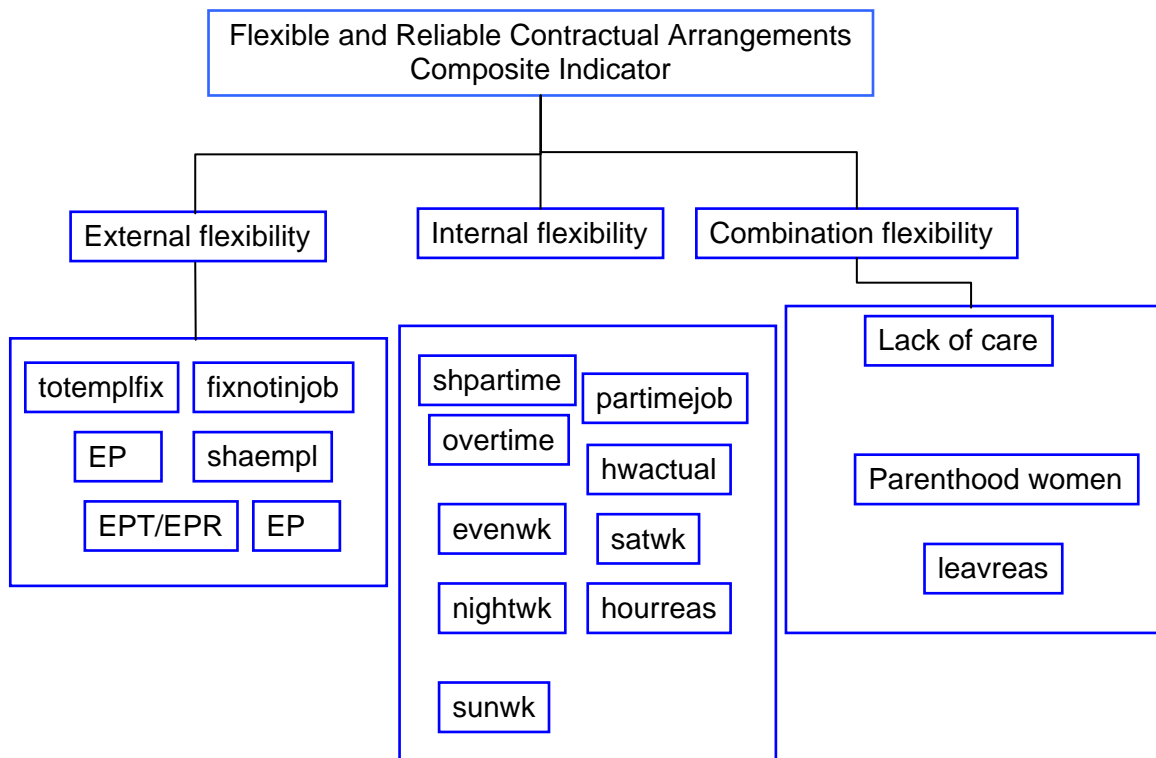 Flexible and Reliable Contractual Arrangements
Composite Indicator
External flexibility
Internal flexibility
Combination flexibility
totemplfix
fixnotinjob
EP
shaempl
EPT/EPR
EP
shpartime
partimejob
overtime
hwactual
evenwk
satwk
nightwk
hourreas
sunwk
Lack of care
Parenthood women
leavreas